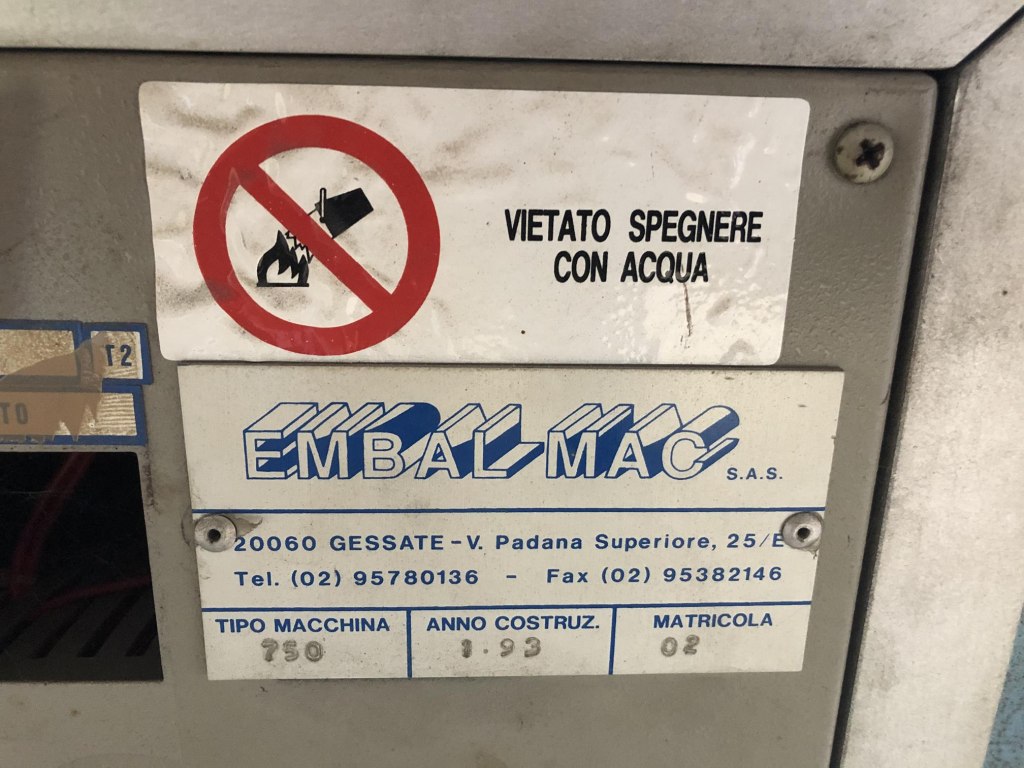 VIETATO SPEGNERE
CON ACQUA
T2
TO
EMBAL-MAC S.A.S.
20060 GESSATE - V. Padana Superiore, 25/E
Tel. (02) 95780136 - Fax (02) 95382146
TIPO MACCHINA ANNO COSTRUZ. MATRICOLA
750 1.93 02